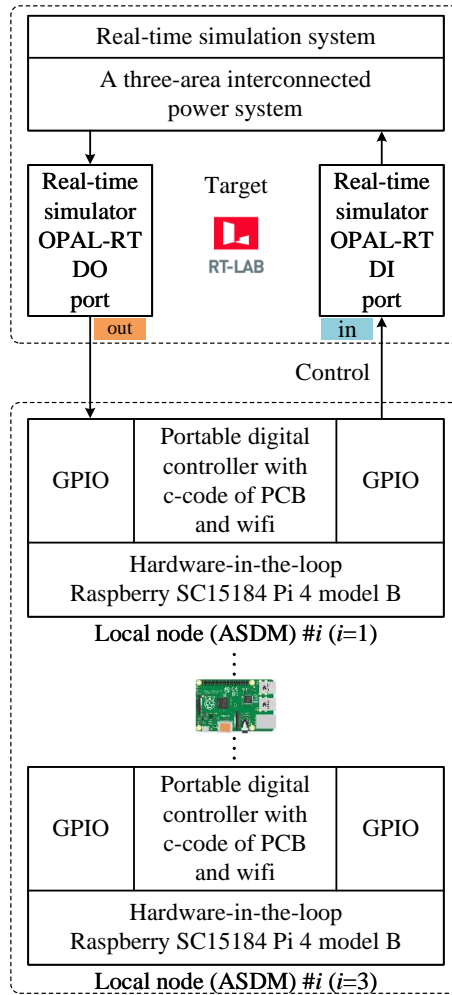 Real-time simulation system
A three-area interconnected
power system
Real-time
simulator
OPAL-RT
DO
port
Target
RT-LAB
Real-time
simulator
OPAL-RT
DI
port
out
in
Control
GPIO
Portable digital
controller with
c-code of PCB
and wifi
GPIO
Hardware-in-the-loop
Raspberry SC15184 Pi 4 model B
Local node (ASDM) #i (i=1)
GPIO
Portable digital
controller with
c-code of PCB
and wifi
GPIO
Hardware-in-the-loop
Raspberry SC15184 Pi 4 model B
Local node (ASDM) #i (i=3)